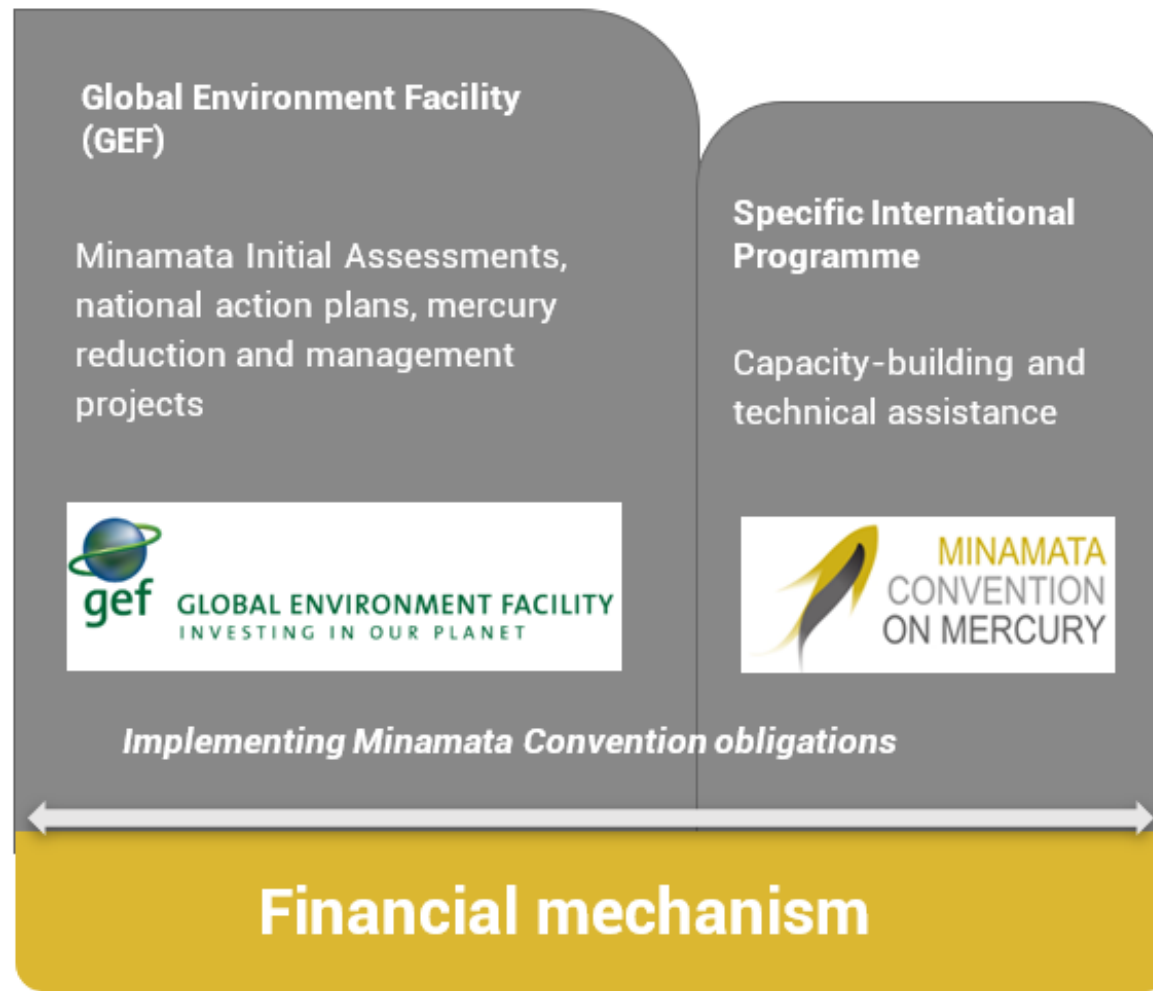 Global Environment Facility
(GEF)
Minamata Initial Assessments,
national action plans, mercury
reduction and management
projects
gef
GLOBAL ENVIRONMENT FACILITY
INVESTING IN OUR PLANET
Specific International
Programme
Capacity-building and
technical assistance
MINAMATA
CONVENTION
ON MERCURY
Implementing Minamata Convention obligations
Financial mechanism